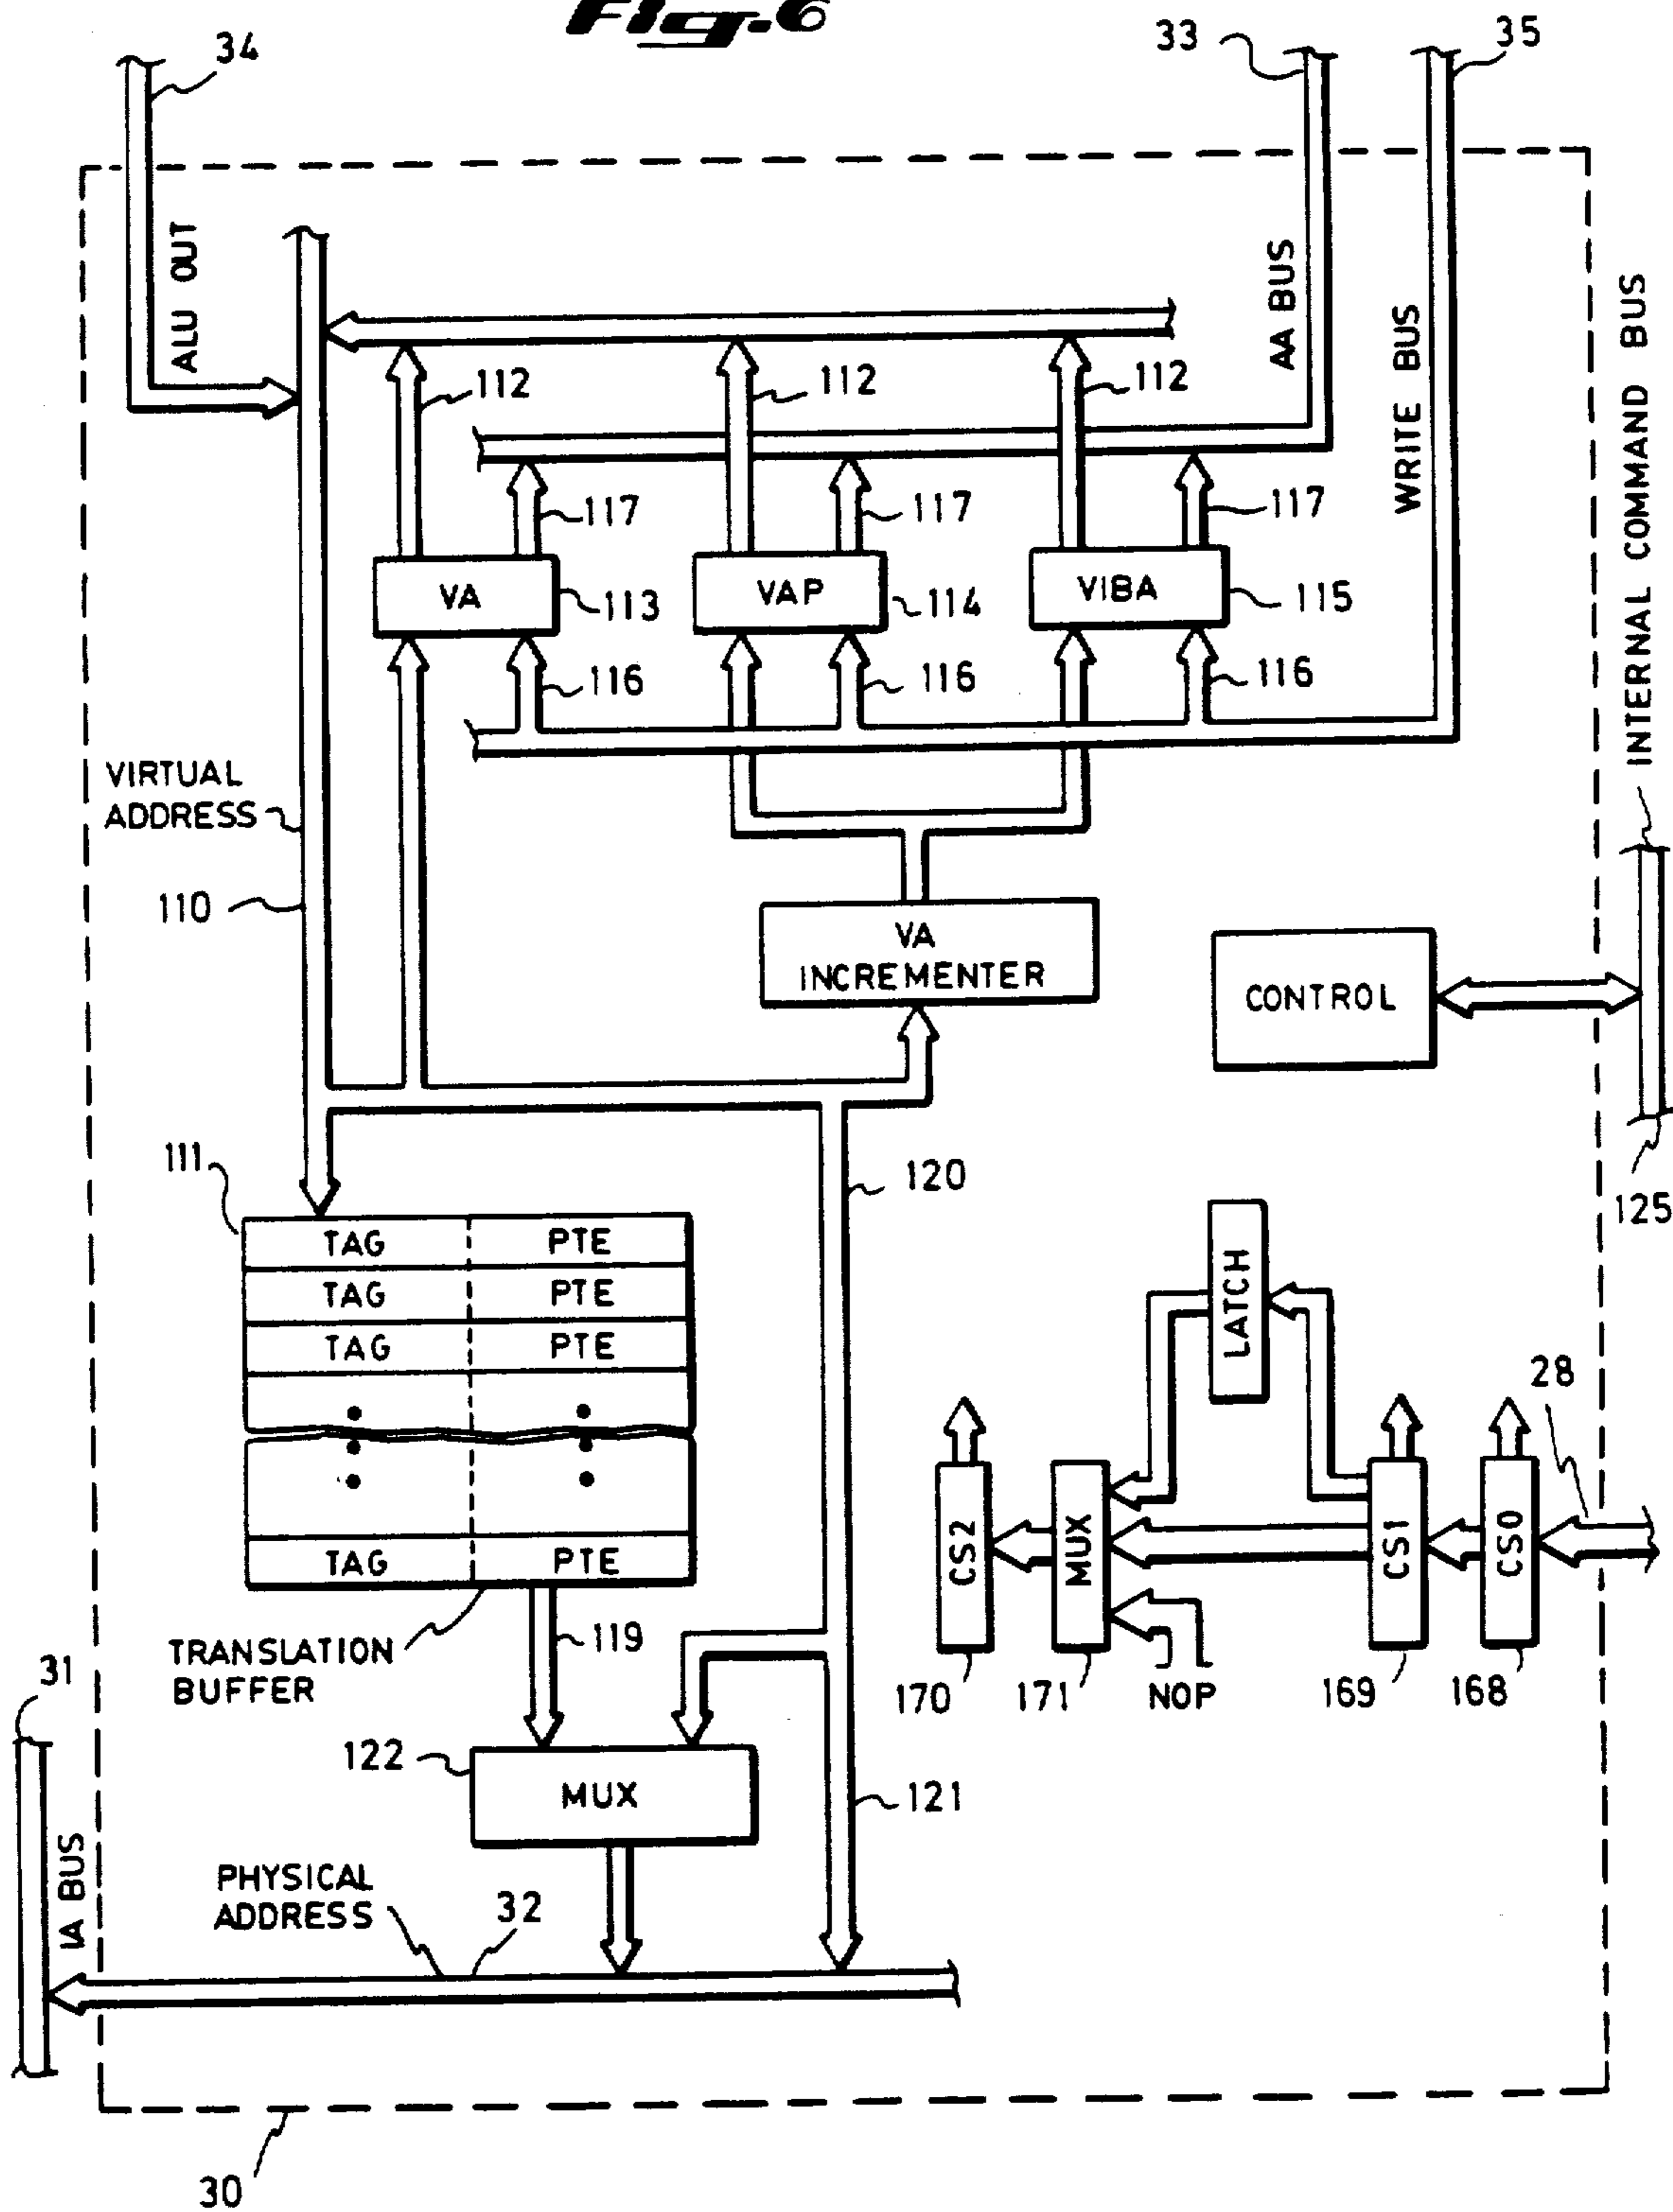 Fig.6
34
33
35
ALU OUT
AA BUS
WRITE BUS
INTERNAL COMMAND BUS
112
112
112
117
117
117
VA
113
VAP
114
VIBA
115
116
116
116
VIRTUAL
ADDRESS
110
VA
INCREMENTER
CONTROL
125
111
120
TAG PTE
TAG PTE
TAG PTE
TAG PTE
LATCH
28
CS2
MUX
CS1
CS0
170
171
NOP
169
168
TRANSLATION
BUFFER
119
31
122
MUX
121
IA BUS
PHYSICAL
ADDRESS
32
30